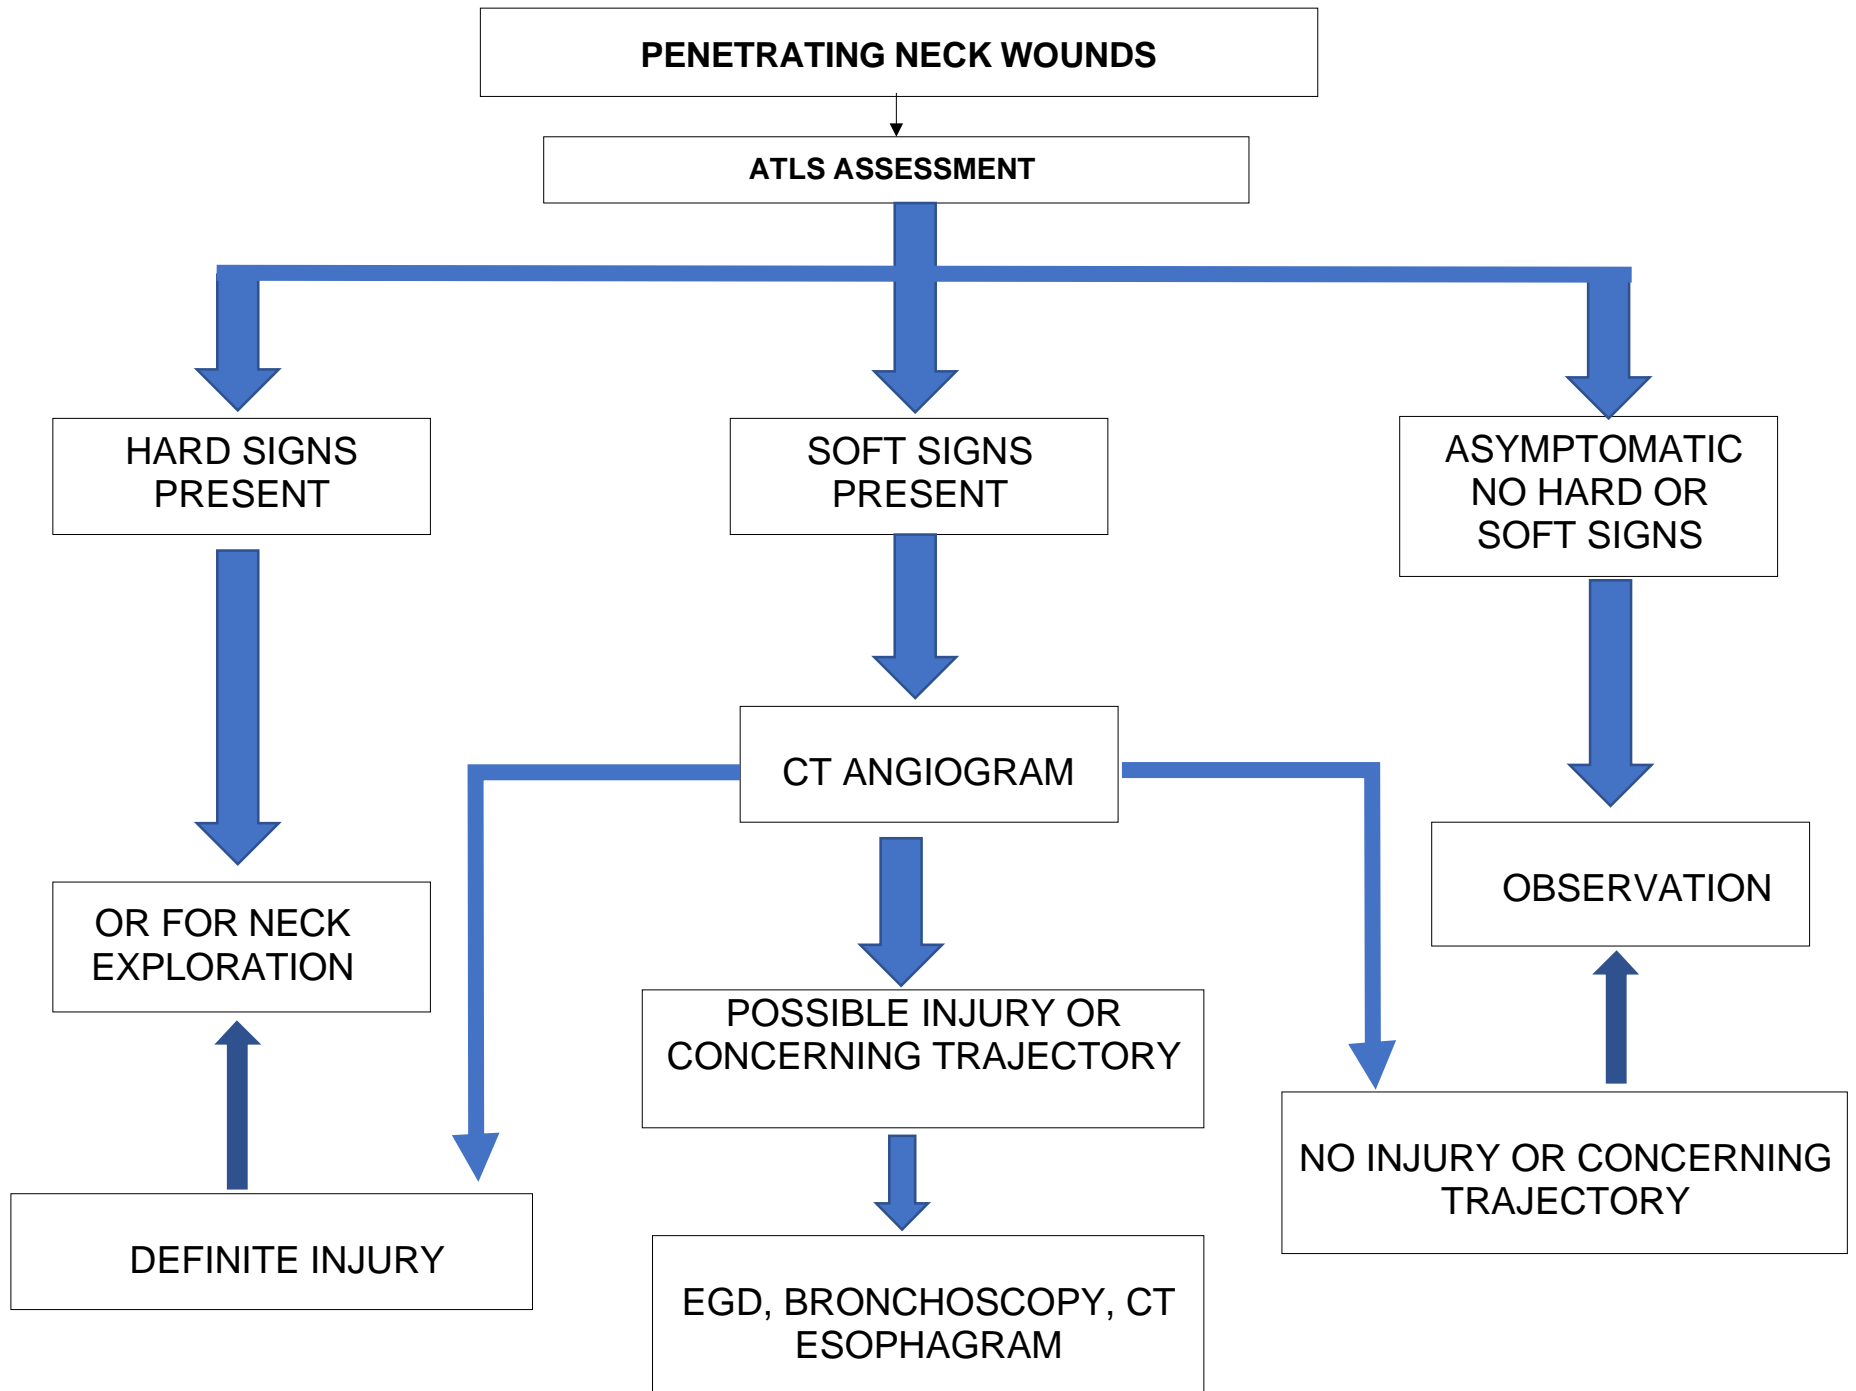 PENETRATING NECK WOUNDS
ATLS ASSESSMENT
HARD SIGNS
PRESENT
SOFT SIGNS
PRESENT
ASYMPTOMATIC
NO HARD OR
SOFT SIGNS
CT ANGIOGRAM
OBSERVATION
OR FOR NECK
EXPLORATION
POSSIBLE INJURY OR
CONCERNING TRAJECTORY
NO INJURY OR CONCERNING
TRAJECTORY
DEFINITE INJURY
EGD, BRONCHOSCOPY, CT
ESOPHAGRAM